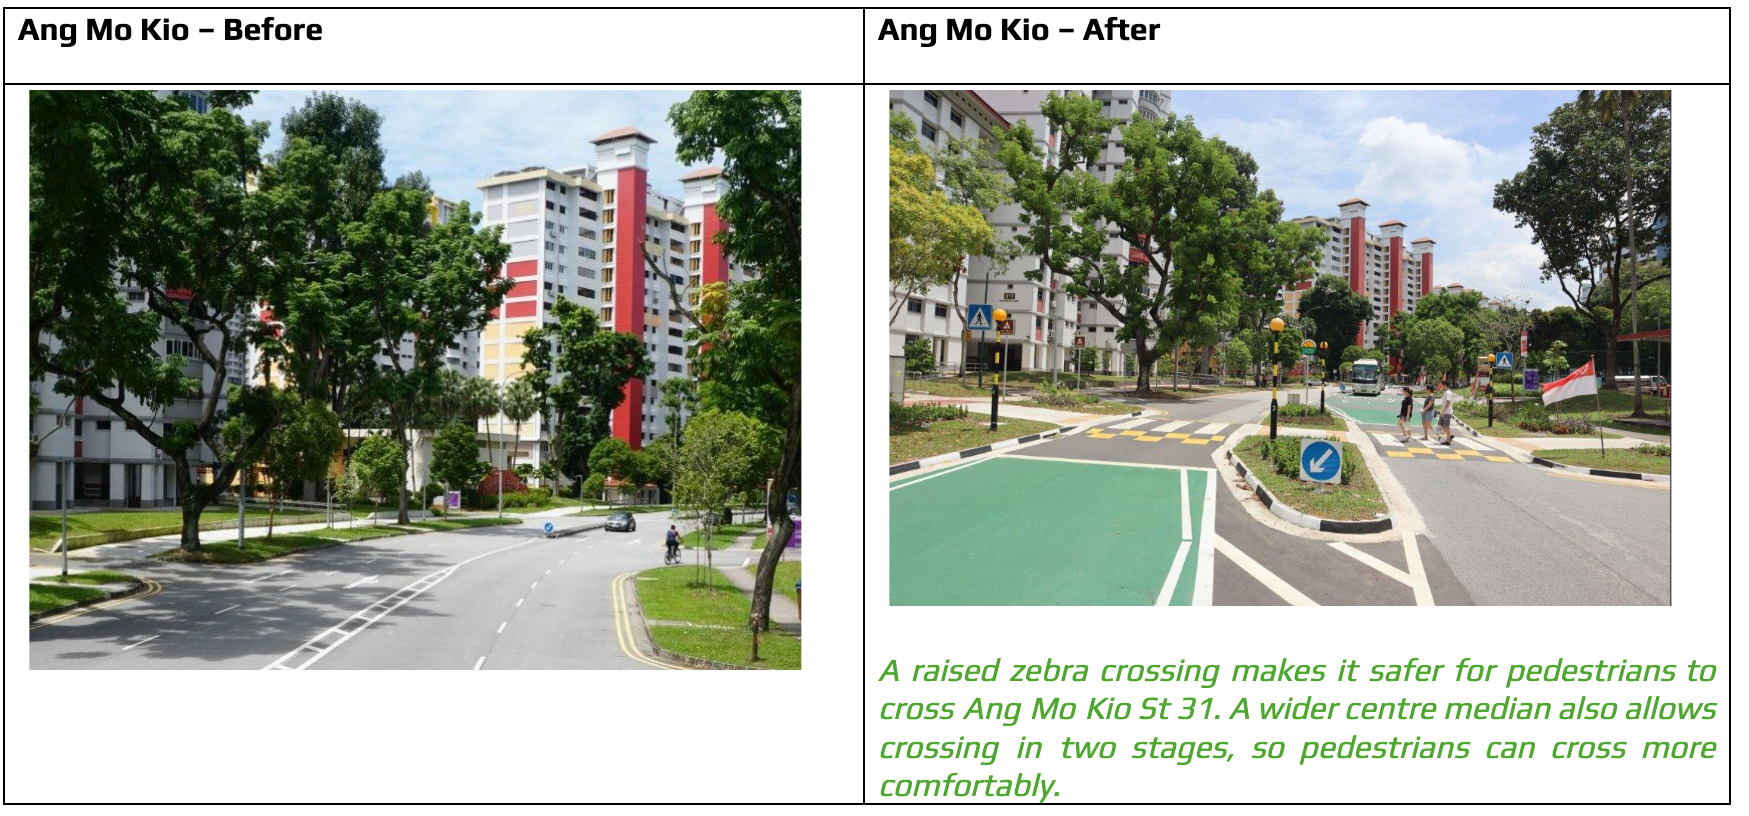 Ang Mo Kio – Before
Ang Mo Kio – After
A raised zebra crossing makes it safer for pedestrians to
cross Ang Mo Kio St 31. A wider centre median also allows
crossing in two stages, so pedestrians can cross more
comfortably.